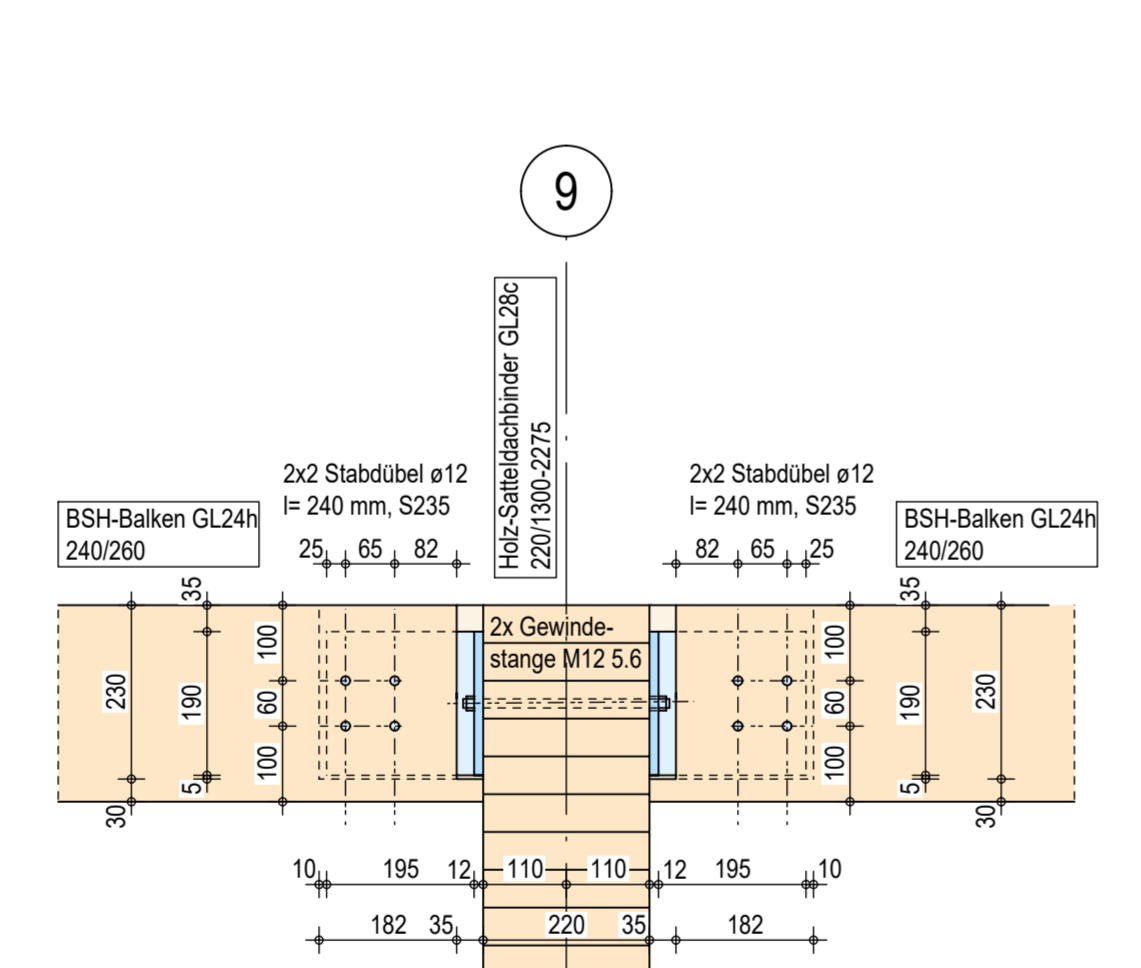 9
Holz-Satteldachbinder GL28c
220/1300-2275
2x2 Stabdübel ø12
l= 240 mm, S235
2x2 Stabdübel ø12
l= 240 mm, S235
BSH-Balken GL24h
240/260
BSH-Balken GL24h
240/260
25 65 82
82 65 25
35
35
2x Gewinde-
stange M12 5.6
100
100
230
190
60
60
190
230
100
100
5
5
30
30
10 195 12 110 110 12 195 10
182 35 220 35 182